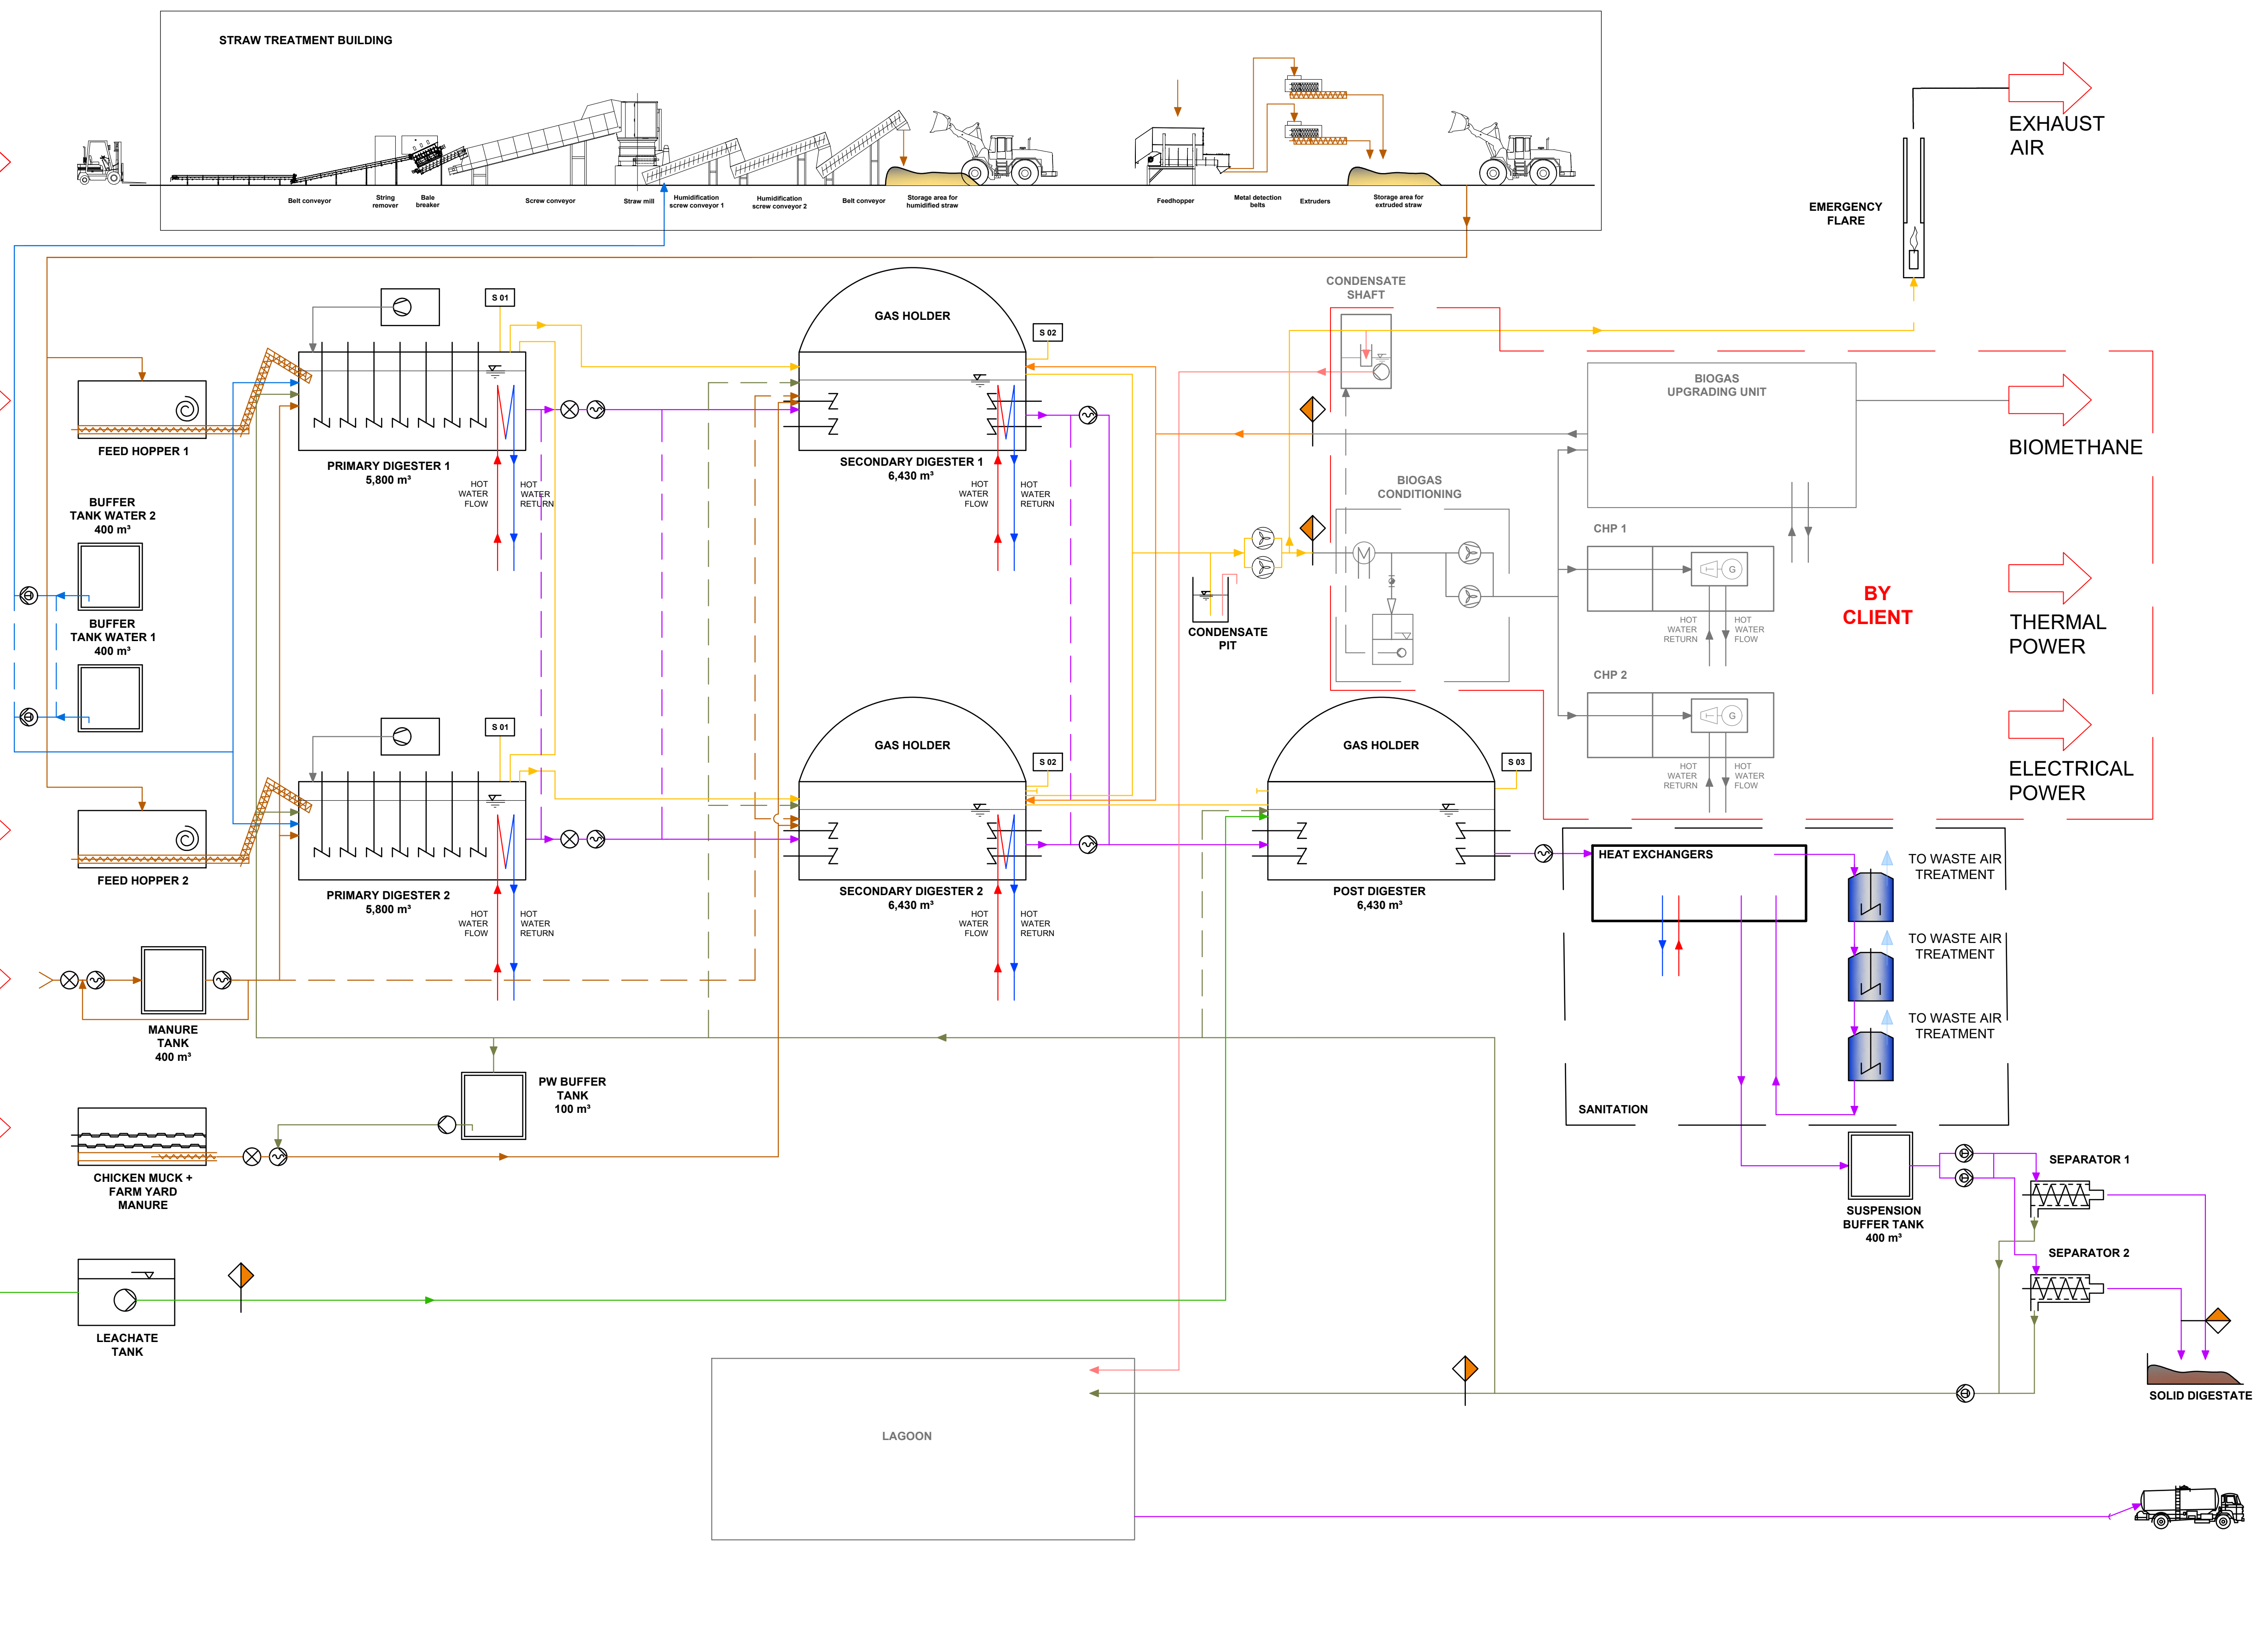 STRAW TREATMENT BUILDING
Belt conveyor
String
remover
Bale
breaker
Screw conveyor
Straw mill
Humidification
screw conveyor 1
Humidification
screw conveyor 2
Belt conveyor
Storage area for
humidified straw
Feedhopper
Metal detection
belts
Extruders
Storage area for
extruded straw
EXHAUST
AIR
EMERGENCY
FLARE
CONDENSATE
SHAFT
S 01
GAS HOLDER
S 02
BIOGAS
UPGRADING UNIT
BIOMETHANE
FEED HOPPER 1
PRIMARY DIGESTER 1
5,800 m³
HOT
WATER
FLOW
HOT
WATER
RETURN
SECONDARY DIGESTER 1
6,430 m³
HOT
WATER
FLOW
HOT
WATER
RETURN
BIOGAS
CONDITIONING
BUFFER
TANK WATER 2
400 m³
CHP 1
M
G
BUFFER
TANK WATER 1
400 m³
CONDENSATE
PIT
HOT
WATER
RETURN
HOT
WATER
FLOW
BY
CLIENT
THERMAL
POWER
CHP 2
G
S 01
GAS HOLDER
S 02
GAS HOLDER
S 03
HOT
WATER
RETURN
HOT
WATER
FLOW
ELECTRICAL
POWER
FEED HOPPER 2
PRIMARY DIGESTER 2
5,800 m³
HOT
WATER
FLOW
HOT
WATER
RETURN
SECONDARY DIGESTER 2
6,430 m³
HOT
WATER
FLOW
HOT
WATER
RETURN
POST DIGESTER
6,430 m³
HEAT EXCHANGERS
TO WASTE AIR
TREATMENT
TO WASTE AIR
TREATMENT
TO WASTE AIR
TREATMENT
SANITATION
MANURE
TANK
400 m³
PW BUFFER
TANK
100 m³
CHICKEN MUCK +
FARM YARD
MANURE
SUSPENSION
BUFFER TANK
400 m³
SEPARATOR 1
SEPARATOR 2
LEACHATE
TANK
SOLID DIGESTATE
LAGOON